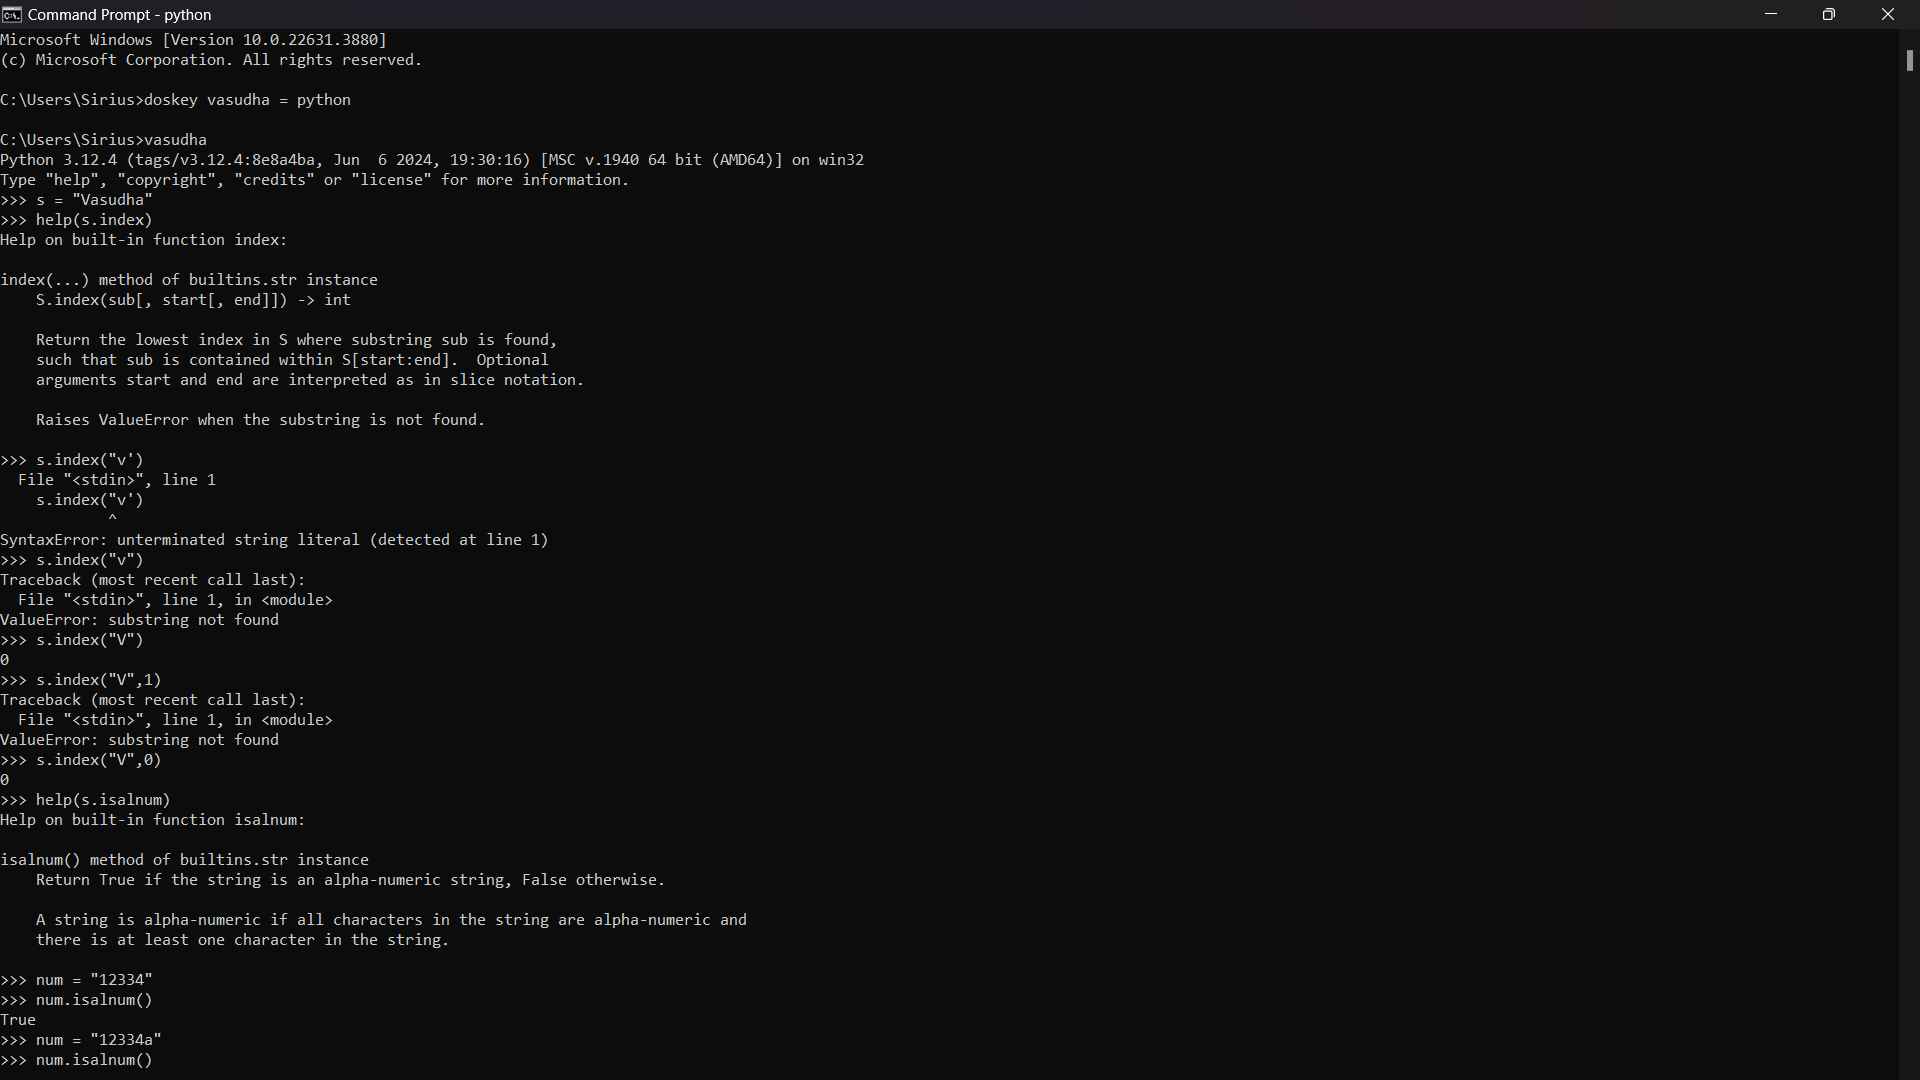 Command Prompt - python
Microsoft Windows [Version 10.0.22631.3880]
(c) Microsoft Corporation. All rights reserved.
C:\Users\Sirius>doskey vasudha = python
C:\Users\Sirius>vasudha
Python 3.12.4 (tags/v3.12.4:8e8a4ba, Jun  6 2024, 19:30:16) [MSC v.1940 64 bit (AMD64)] on win32
Type "help", "copyright", "credits" or "license" for more information.
>>> s = "Vasudha"
>>> help(s.index)
Help on built-in function index:
index(...) method of builtins.str instance
    S.index(sub[, start[, end]]) -> int
    Return the lowest index in S where substring sub is found,
    such that sub is contained within S[start:end].  Optional
    arguments start and end are interpreted as in slice notation.
    Raises ValueError when the substring is not found.
>>> s.index("v')
  File "<stdin>", line 1
    s.index("v')
            ^
SyntaxError: unterminated string literal (detected at line 1)
>>> s.index("v")
Traceback (most recent call last):
  File "<stdin>", line 1, in <module>
ValueError: substring not found
>>> s.index("V")
0
>>> s.index("V",1)
Traceback (most recent call last):
  File "<stdin>", line 1, in <module>
ValueError: substring not found
>>> s.index("V",0)
0
>>> help(s.isalnum)
Help on built-in function isalnum:
isalnum() method of builtins.str instance
    Return True if the string is an alpha-numeric string, False otherwise.
    A string is alpha-numeric if all characters in the string are alpha-numeric and
    there is at least one character in the string.
>>> num = "12334"
>>> num.isalnum()
True
>>> num = "12334a"
>>> num.isalnum()